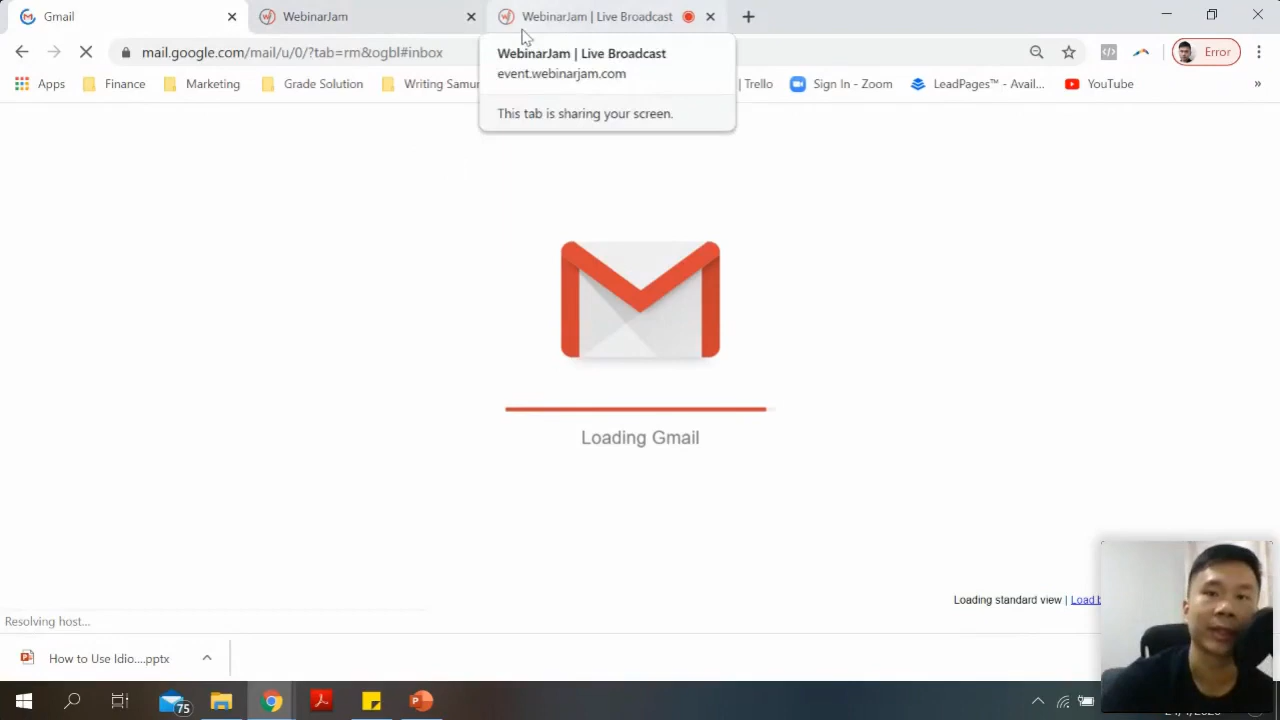 Gmail
WebinarJam
WebinarJam | Live Broadcast
mail.google.com/mail/u/0/?tab=rm&ogbl#inbox
Error
WebinarJam | Live Broadcast
event.webinarjam.com
This tab is sharing your screen.
Apps
Finance
Marketing
Grade Solution
Writing Samu
| Trello
Sign In - Zoom
LeadPages™ - Avail...
YouTube
»
Loading Gmail
Loading standard view | Load b
Resolving host...
How to Use Idio....pptx
75